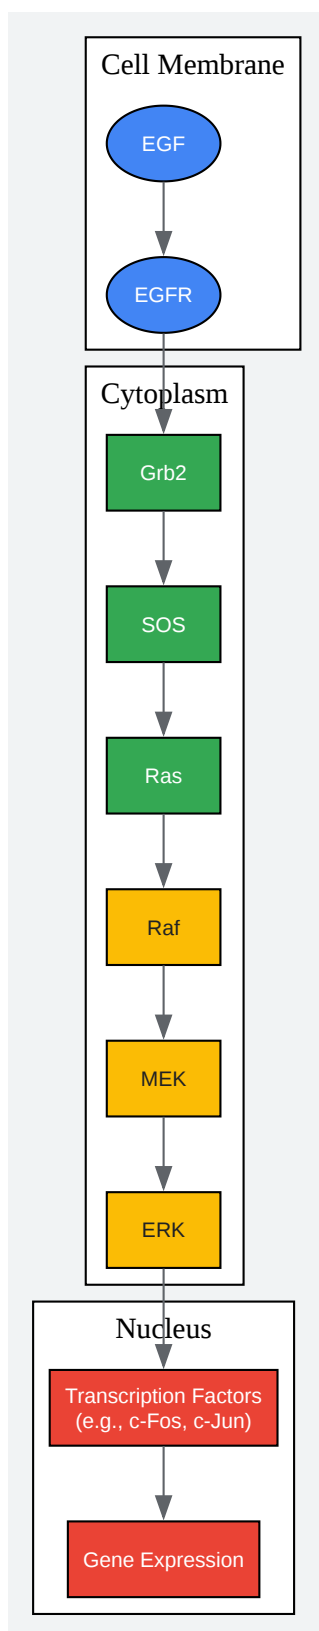 Cell Membrane
EGF
EGFR
Cytoplasm
Grb2
SOS
Ras
Raf
MEK
ERK
Nucleus
Transcription Factors
(e.g., c-Fos, c-Jun)
Gene Expression